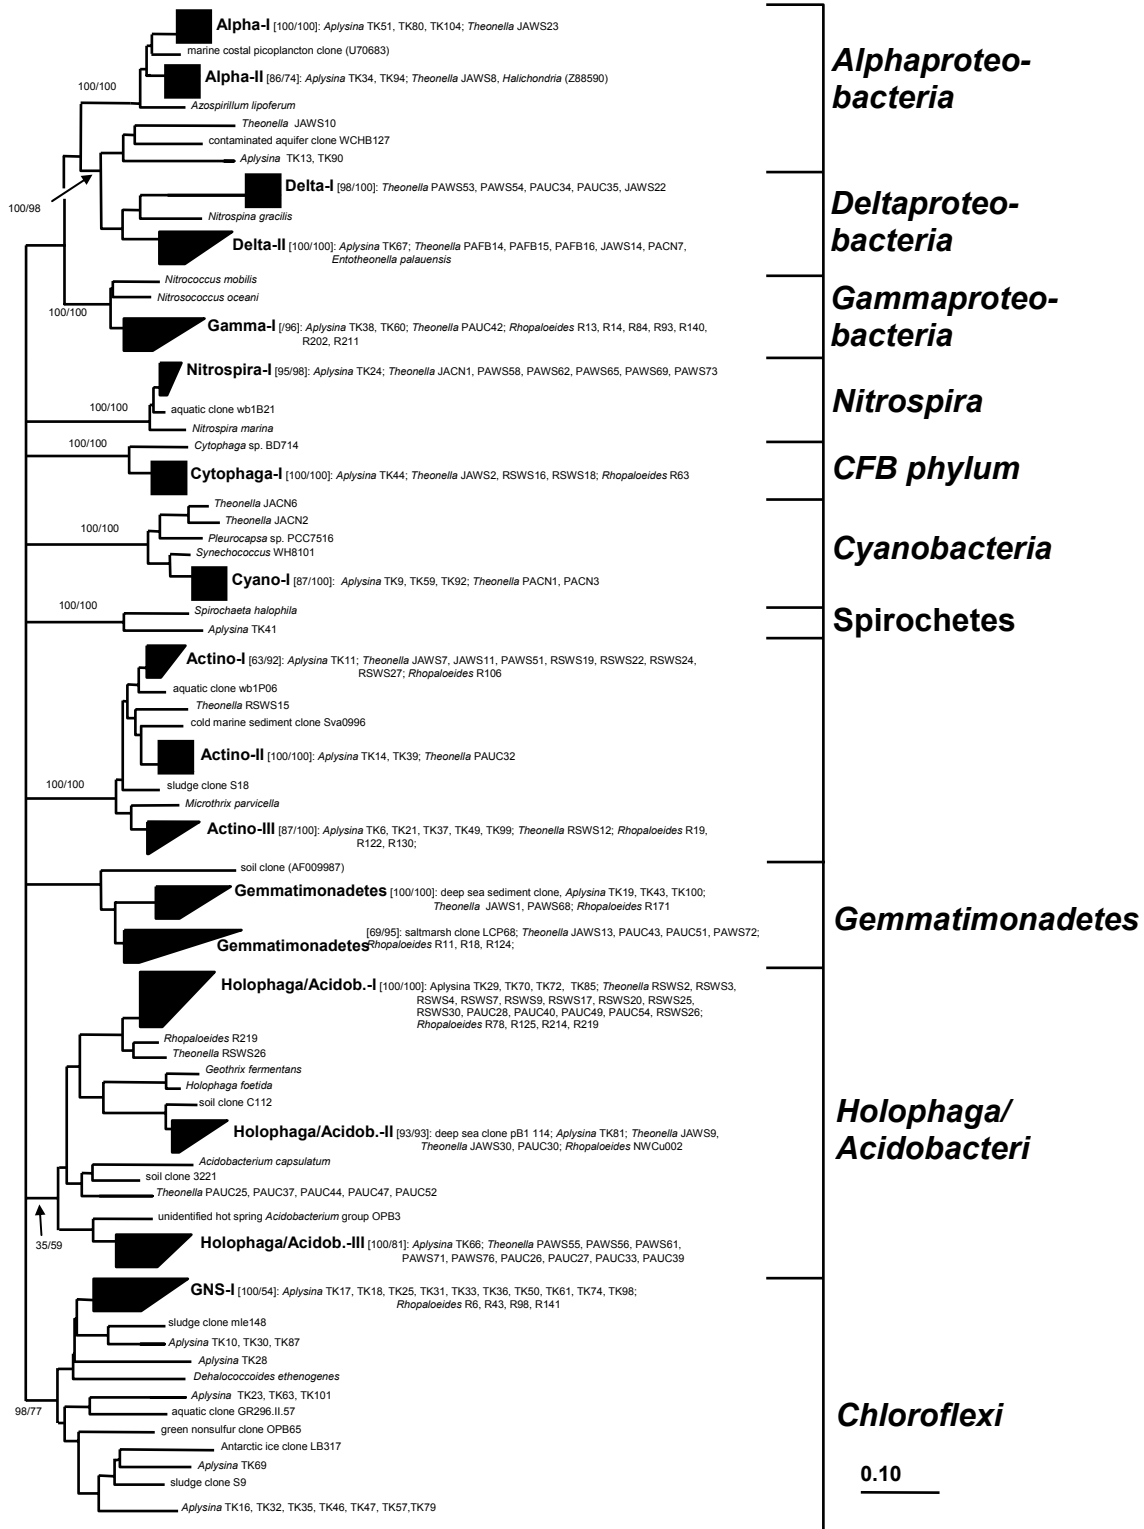 Alpha-I [100/100]: Aplysina TK51, TK80, TK104; Theonella JAWS23
marine costal picoplancton clone (U70683)
Alpha-II [86/74]: Aplysina TK34, TK94; Theonella JAWS8, Halichondria (Z88590)
100/100
Azospirillum lipoferum
Alphaproteo-
bacteria
Theonella JAWS10
contaminated aquifer clone WCHB127
Aplysina TK13, TK90
100/98
Delta-I [98/100]: Theonella PAWS53, PAWS54, PAUC34, PAUC35, JAWS22
Nitrospina gracilis
Delta-II [100/100]: Aplysina TK67; Theonella PAFB14, PAFB15, PAFB16, JAWS14, PACN7,
Entotheonella palauensis
Deltaproteo-
bacteria
Nitrococcus mobilis
Nitrosococcus oceani
100/100
Gamma-I [/96]: Aplysina TK38, TK60; Theonella PAUC42; Rhopaloeides R13, R14, R84, R93, R140,
R202, R211
Gammaproteo-
bacteria
Nitrospira-I [95/98]: Aplysina TK24; Theonella JACN1, PAWS58, PAWS62, PAWS65, PAWS69, PAWS73
100/100
aquatic clone wb1B21
Nitrospira marina
Nitrospira
100/100
Cytophaga sp. BD714
Cytophaga-I [100/100]: Aplysina TK44; Theonella JAWS2, RSWS16, RSWS18; Rhopaloeides R63
CFB phylum
Theonella JACN6
Theonella JACN2
100/100
Pleurocapsa sp. PCC7516
Synechococcus WH8101
Cyano-I [87/100]: Aplysina TK9, TK59, TK92; Theonella PACN1, PACN3
Cyanobacteria
100/100
Spirochaeta halophila
Aplysina TK41
Spirochetes
Actino-I [63/92]: Aplysina TK11; Theonella JAWS7, JAWS11, PAWS51, RSWS19, RSWS22, RSWS24,
RSWS27; Rhopaloeides R106
aquatic clone wb1P06
Theonella RSWS15
cold marine sediment clone Sva0996
Actino-II [100/100]: Aplysina TK14, TK39; Theonella PAUC32
100/100
sludge clone S18
Microthrix parvicella
Actino-III [87/100]: Aplysina TK6, TK21, TK37, TK49, TK99; Theonella RSWS12; Rhopaloeides R19,
R122, R130;
soil clone (AF009987)
Gemmatimonadetes [100/100]: deep sea sediment clone, Aplysina TK19, TK43, TK100;
Theonella JAWS1, PAWS68; Rhopaloeides R171
[69/95]: saltmarsh clone LCP68; Theonella JAWS13, PAUC43, PAUC51, PAWS72;
Gemmatimonadetes Rhopaloeides R11, R18, R124;
Gemmatimonadetes
Holophaga/Acidob.-I [100/100]: Aplysina TK29, TK70, TK72, TK85; Theonella RSWS2, RSWS3,
RSWS4, RSWS7, RSWS9, RSWS17, RSWS20, RSWS25,
RSWS30, PAUC28, PAUC40, PAUC49, PAUC54, RSWS26;
Rhopaloeides R78, R125, R214, R219
Rhopaloeides R219
Theonella RSWS26
Geothrix fermentans
Holophaga foetida
soil clone C112
Holophaga/Acidob.-II [93/93]: deep sea clone pB1 114; Aplysina TK81; Theonella JAWS9,
Theonella JAWS30, PAUC30; Rhopaloeides NWCu002
Acidobacterium capsulatum
soil clone 3221
Theonella PAUC25, PAUC37, PAUC44, PAUC47, PAUC52
unidentified hot spring Acidobacterium group OPB3
35/59
Holophaga/Acidob.-III [100/81]: Aplysina TK66; Theonella PAWS55, PAWS56, PAWS61,
PAWS71, PAWS76, PAUC26, PAUC27, PAUC33, PAUC39
Holophaga/
Acidobacteri
GNS-I [100/54]: Aplysina TK17, TK18, TK25, TK31, TK33, TK36, TK50, TK61, TK74, TK98;
Rhopaloeides R6, R43, R98, R141
sludge clone mle148
Aplysina TK10, TK30, TK87
Aplysina TK28
Dehalococcoides ethenogenes
98/77
Aplysina TK23, TK63, TK101
aquatic clone GR296.II.57
green nonsulfur clone OPB65
Antarctic ice clone LB317
Aplysina TK69
sludge clone S9
Aplysina TK16, TK32, TK35, TK46, TK47, TK57,TK79
Chloroflexi
0.10